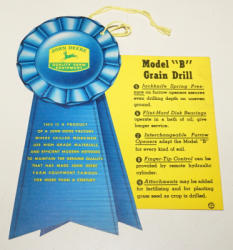 JOHN DEERE
QUALITY FARM
EQUIPMENT
THIS IS A PRODUCT
OF A JOHN DEERE FACTORY
WHERE SKILLED WORKMEN
USE HIGH GRADE MATERIALS
AND EFFICIENT MODERN METHODS
TO MAINTAIN THE GENUINE QUALITY
THAT HAS MADE JOHN DEERE
FARM EQUIPMENT FAMOUS
FOR MORE THAN A CENTURY
Model "B"
Grain Drill
Jackknife Spring Pres-
sure on furrow openers assures
even drilling depth on uneven
ground.
Flint-Hard Disk Bearings
operate in a bath of oil, give
longer service.
Interchangeable Furrow
Openers adapt the Model "B"
for every kind of soil.
Finger-Tip Control can be
provided by remote hydraulic
cylinder.
Attachments may be added
for fertilizing and for planting
grass seed as crop is drilled.